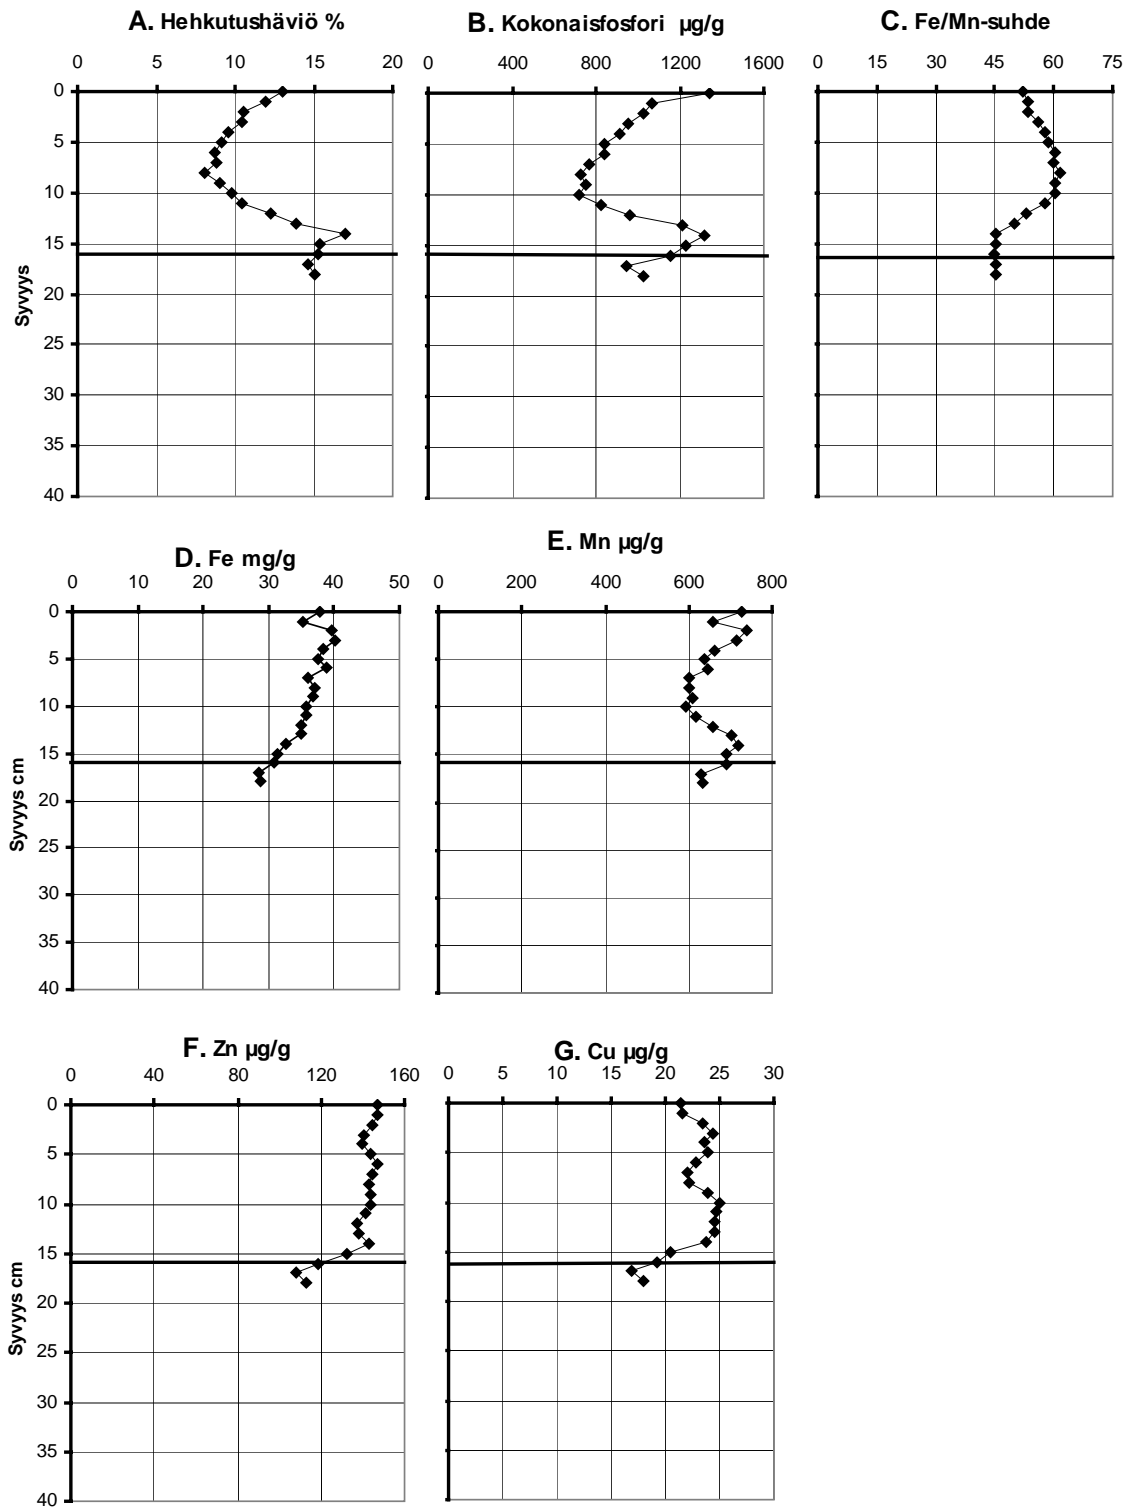 A. Hehkutushäviö %
B. Kokonaisfosfori µg/g
C. Fe/Mn-suhde
0 5 10 15 20
0 400 800 1200 1600
0 15 30 45 60 75
0
5
10
15
20
25
30
35
40
Syvyys
D. Fe mg/g
E. Mn µg/g
0 10 20 30 40 50
0 200 400 600 800
0
5
10
15
20
25
30
35
40
Syvyys cm
F. Zn µg/g
G. Cu µg/g
0 40 80 120 160
0 5 10 15 20 25 30
0
5
10
15
20
25
30
35
40
Syvyys cm